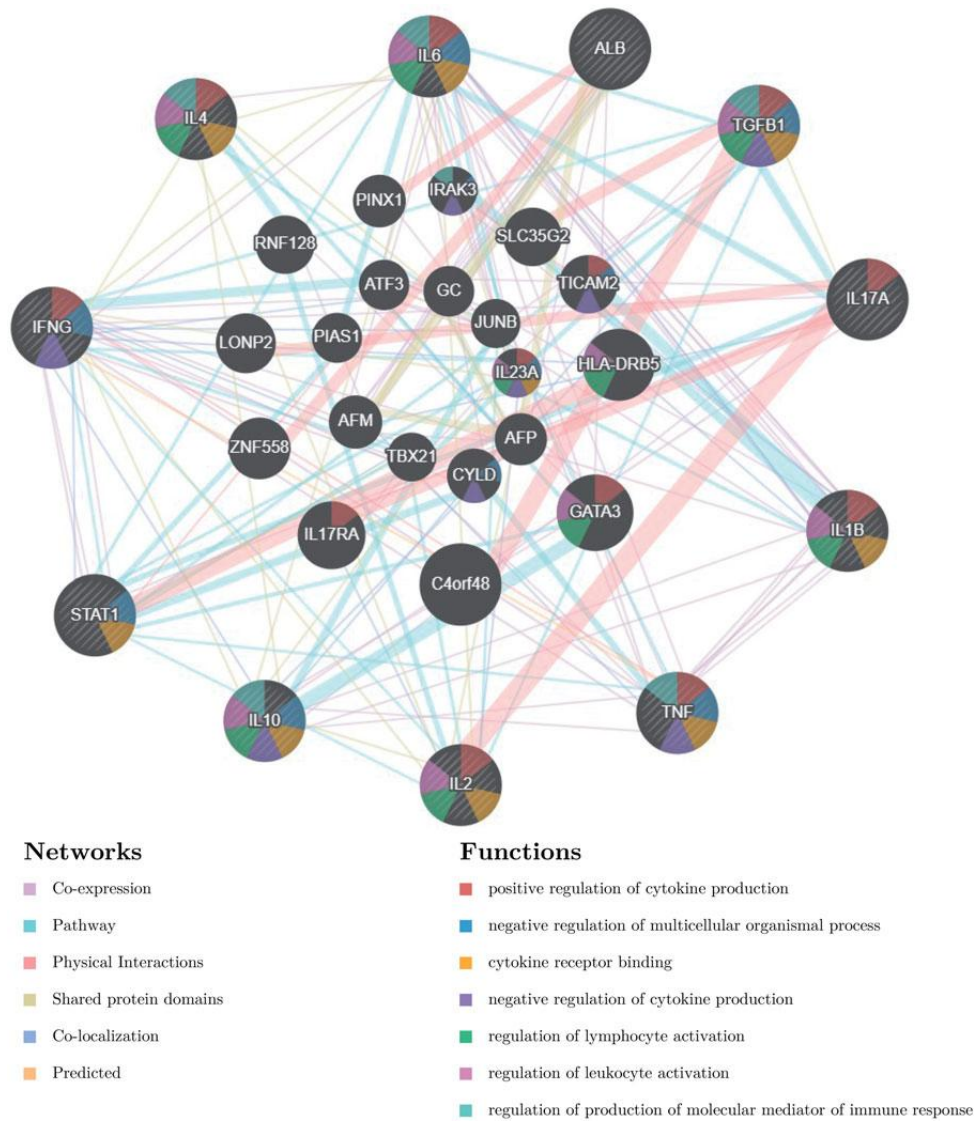 ALB
IL6
IL4
TGFB1
IRAK3
PINX1
SLC35G2
RNF128
TICAM2
ATF3
GC
IL17A
IFNG
JUNB
PIAS1
LONP2
HLA-DRB5
IL23A
AFM
AFP
ZNF558
TBX21
CYLD
GATA3
IL1B
IL17RA
C4orf48
STAT1
TNF
IL10
IL2
Networks
Co-expression
Pathway
Physical Interactions
Shared protein domains
Co-localization
Predicted
Functions
positive regulation of cytokine production
negative regulation of multicellular organismal process
cytokine receptor binding
negative regulation of cytokine production
regulation of lymphocyte activation
regulation of leukocyte activation
regulation of production of molecular mediator of immune response